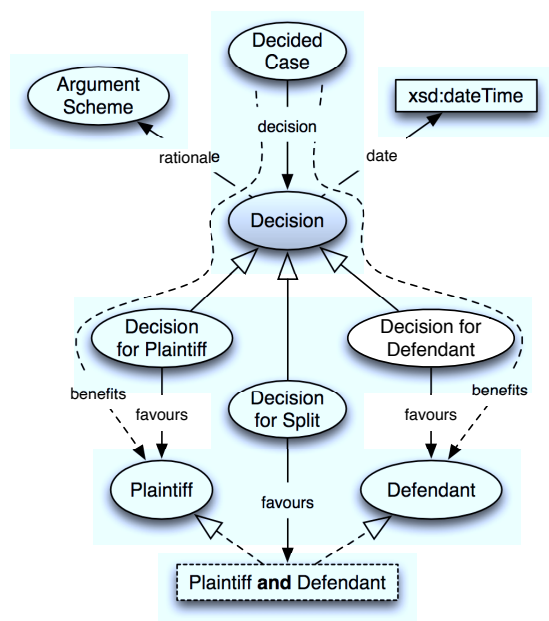 Decided
Case
Argument
Scheme
xsd:dateTime
decision
rationale
date
Decision
Decision
for Plaintiff
Decision for
Defendant
benefits
favours
Decision
for Split
favours
benefits
Plaintiff
favours
Defendant
Plaintiff and Defendant